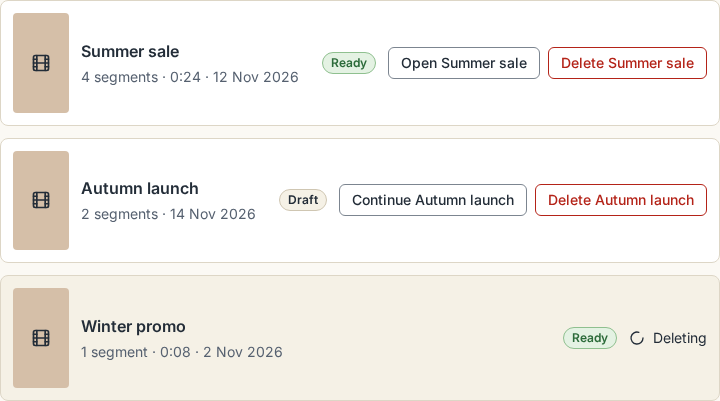 Summer sale
4 segments · 0:24 · 12 Nov 2026
Ready
Open Summer sale
Delete Summer sale
Autumn launch
2 segments · 14 Nov 2026
Draft
Continue Autumn launch
Delete Autumn launch
Winter promo
1 segment · 0:08 · 2 Nov 2026
Ready
Deleting